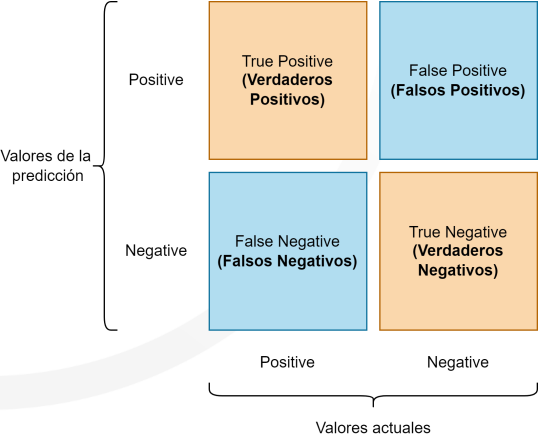 True Positive
(Verdaderos
Positivos)
False Positive
(Falsos Positivos)
Positive
Valores de la
predicción
Negative
False Negative
(Falsos Negativos)
True Negative
(Verdaderos
Negativos)
Positive
Negative
Valores actuales